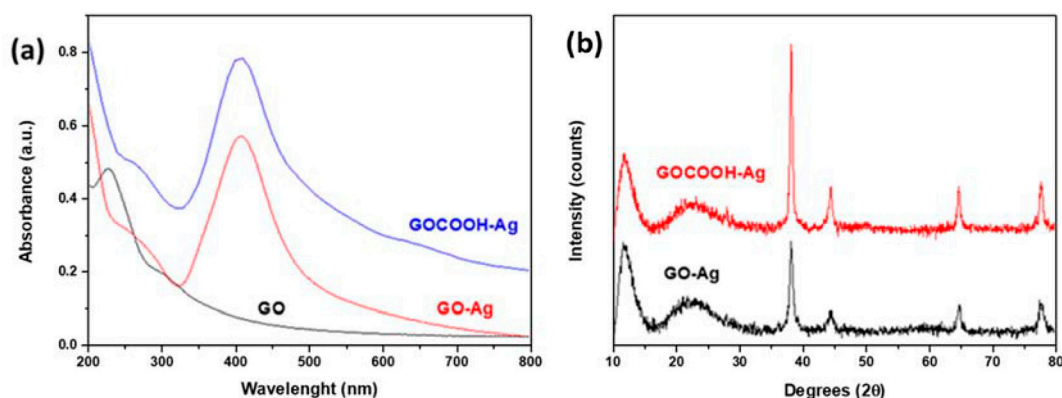 (a)
0.8
0.6
0.4
0.2
0.0
Absorbance (a.u.)
GOCOOH-Ag
GO
GO-Ag
200 300 400 500 600 700 800
Wavelenght (nm)
(b)
Intensity (counts)
GOCOOH-Ag
GO-Ag
10 20 30 40 50 60 70 80
Degrees (2θ)